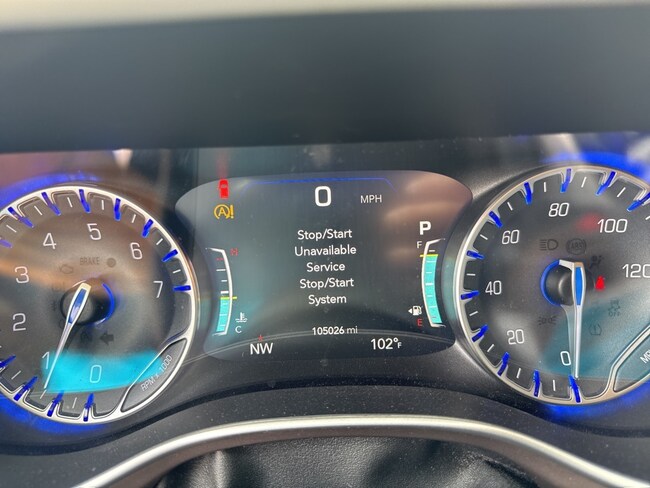 0 MPH
Stop/Start
Unavailable
Service
Stop/Start
System
P
F
E
H
C
105026 mi
NW
102°F
A!
0
1
2
3
4
5
6
7
RPM x 1000
0
20
40
60
80
100
120